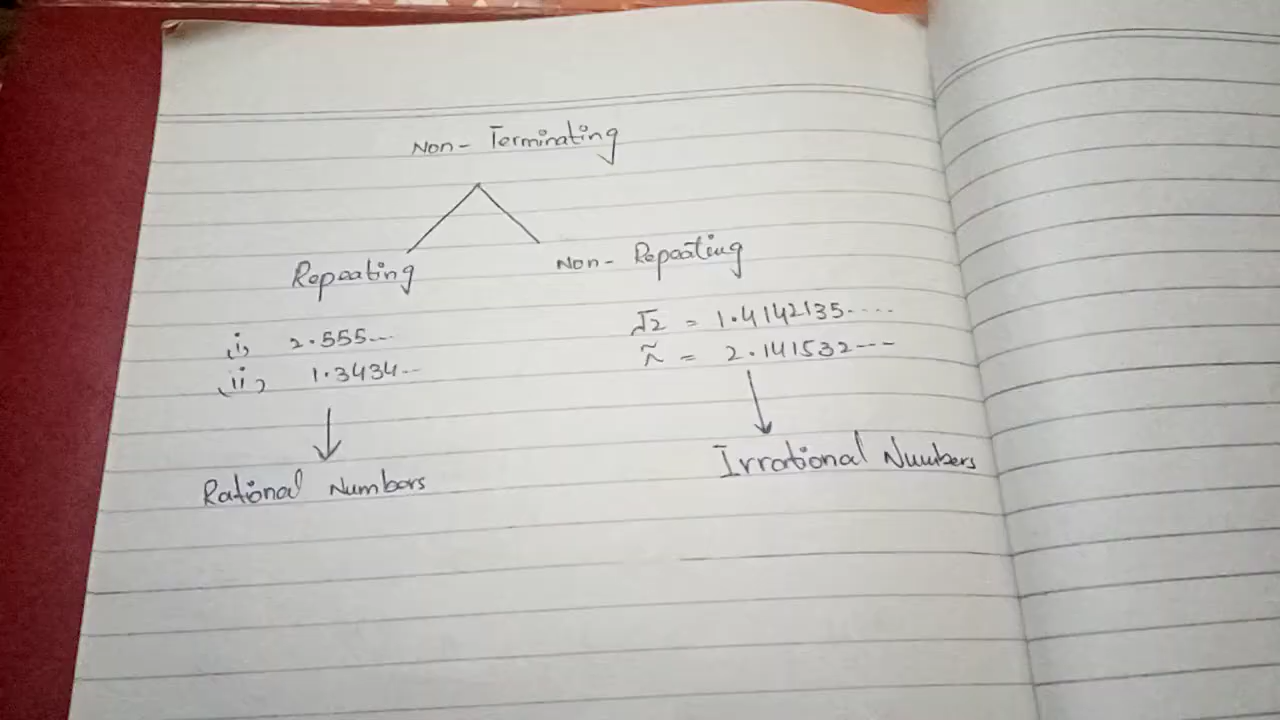 Non- Terminating
Repeating
Non- Repeating
(i) 2.555...
(ii) 1.3434...
√2 = 1.4142135....
π = 2.141532---
Rational Numbers
Irrational Numbers